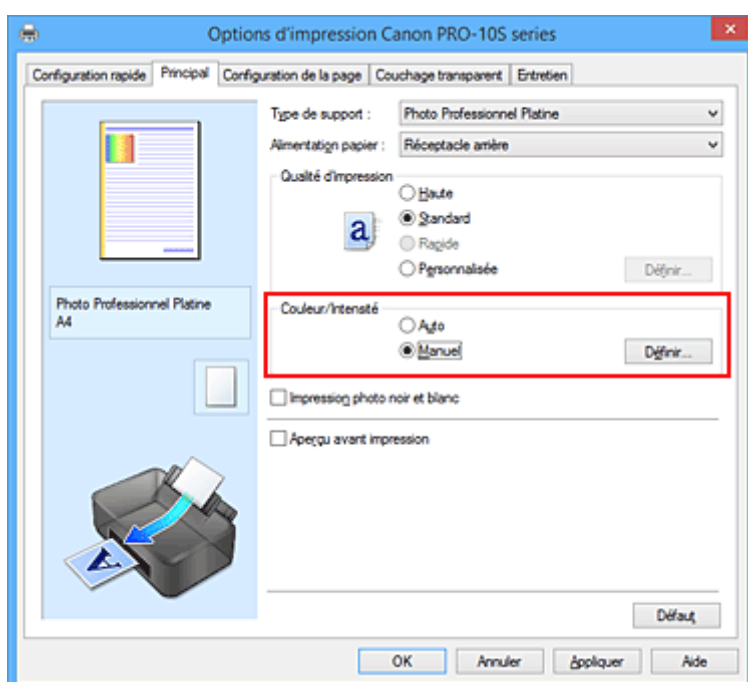 Options d'impression Canon PRO-10S series
Configuration rapide Principal Configuration de la page Couchage transparent Entretien
Type de support : Photo Professionnel Platine
Alimentation papier : Réceptacle arrière
Qualité d'impression
Haute
a Standard
Rapide
Personnalisée Définir...
Photo Professionnel Platine
A4
Couleur/Intensité
Auto
Manuel Définir...
Impression photo noir et blanc
Aperçu avant impression
A
Défaut
OK Annuler Appliquer Aide